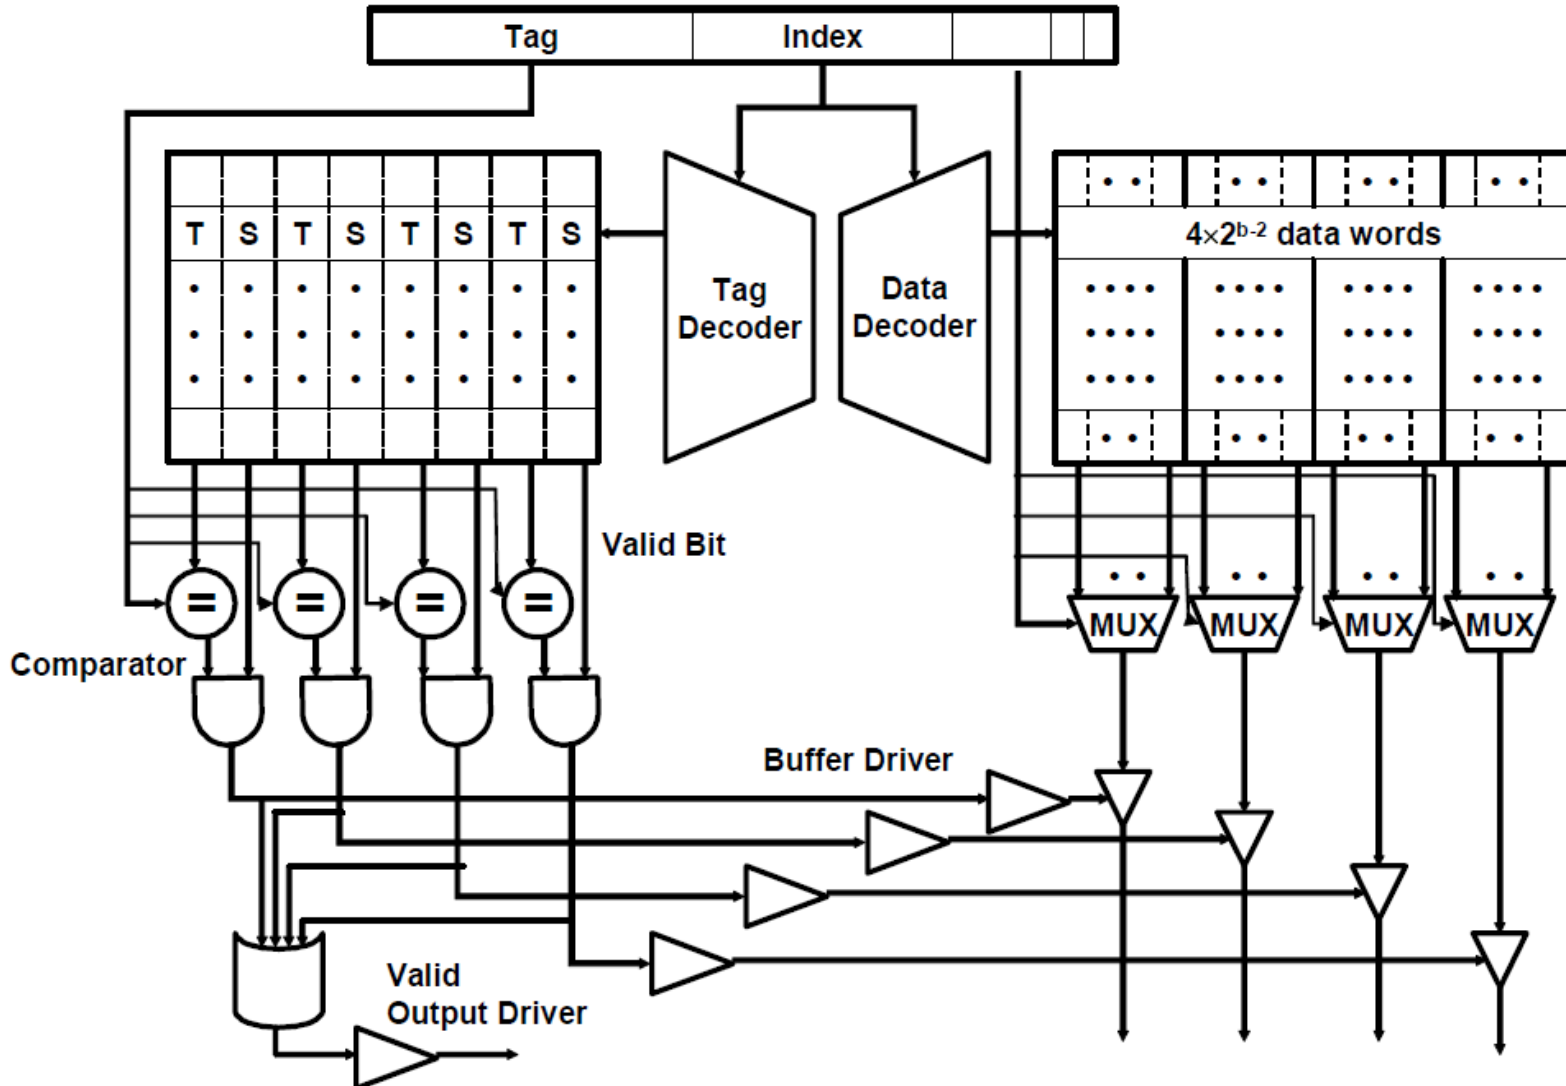 Tag Index
T S T S T S T S
Tag
Decoder
Data
Decoder
4×2b-2 data words
Valid Bit
= = = =
MUX MUX MUX MUX
Comparator
Buffer Driver
Valid
Output Driver